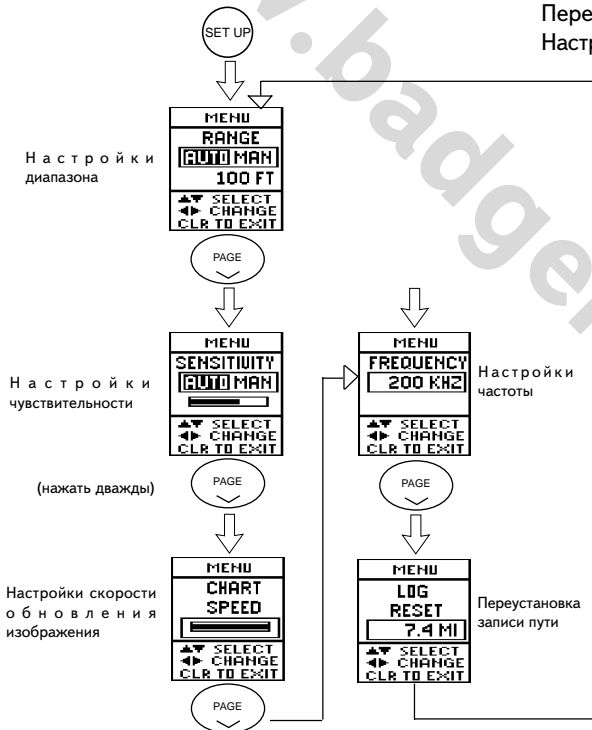 Пере
Настр
w.badge
SET UP
MENU
RANGE
AUTO MAN
100 FT
▲▼ SELECT
◄► CHANGE
CLR TO EXIT
Настройки
диапазона
PAGE
MENU
SENSITIVITY
AUTO MAN
▲▼ SELECT
◄► CHANGE
CLR TO EXIT
Настройки
чувствительности
(нажать дважды)
PAGE
MENU
CHART
SPEED
▲▼ SELECT
◄► CHANGE
CLR TO EXIT
Настройки скорости
обновления
изображения
PAGE
MENU
FREQUENCY
200 KHZ
▲▼ SELECT
◄► CHANGE
CLR TO EXIT
Настройки
частоты
PAGE
MENU
LOG
RESET
7.4 MI
▲▼ SELECT
◄► CHANGE
CLR TO EXIT
Переустановка
записи пути